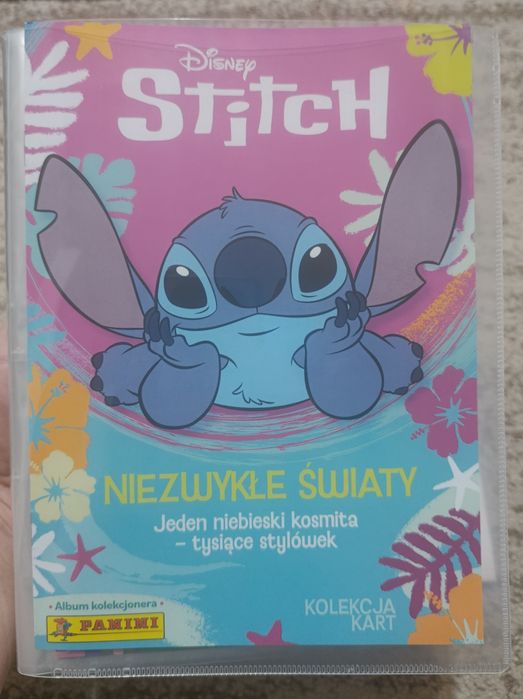 Disney
Stitch
NIEZWYKŁE ŚWIATY
Jeden niebieski kosmita
– tysiące stylówek
• Album kolekcjonera •
PANINI
KOLEKCJA
KART